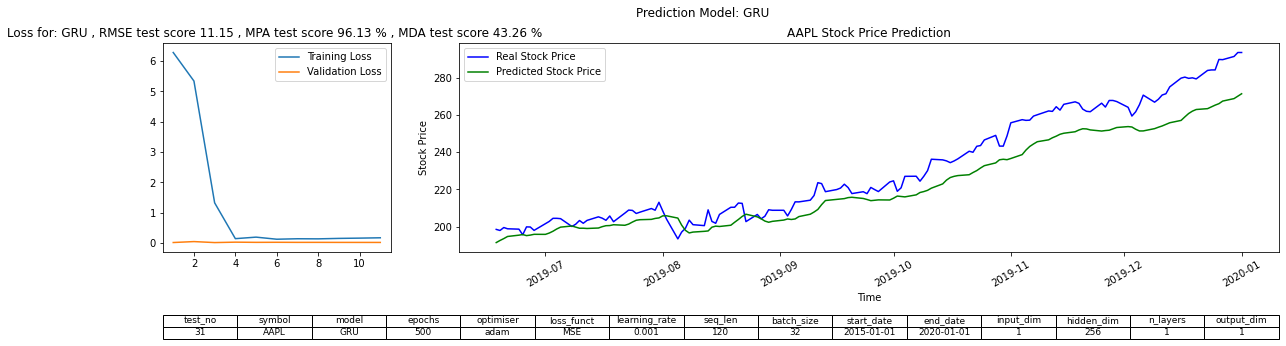 Prediction Model: GRU
Loss for: GRU , RMSE test score 11.15 , MPA test score 96.13 % , MDA test score 43.26 %
AAPL Stock Price Prediction
Training Loss
Validation Loss
6
5
4
3
2
1
0
2 4 6 8 10
Real Stock Price
Predicted Stock Price
Stock Price
280
260
240
220
200
2019-07 2019-08 2019-09 2019-10 2019-11 2019-12 2020-01
Time
test_no symbol model epochs optimiser loss_funct learning_rate seq_len batch_size start_date end_date input_dim hidden_dim n_layers output_dim
31 AAPL GRU 500 adam MSE 0.001 120 32 2015-01-01 2020-01-01 1 256 1 1